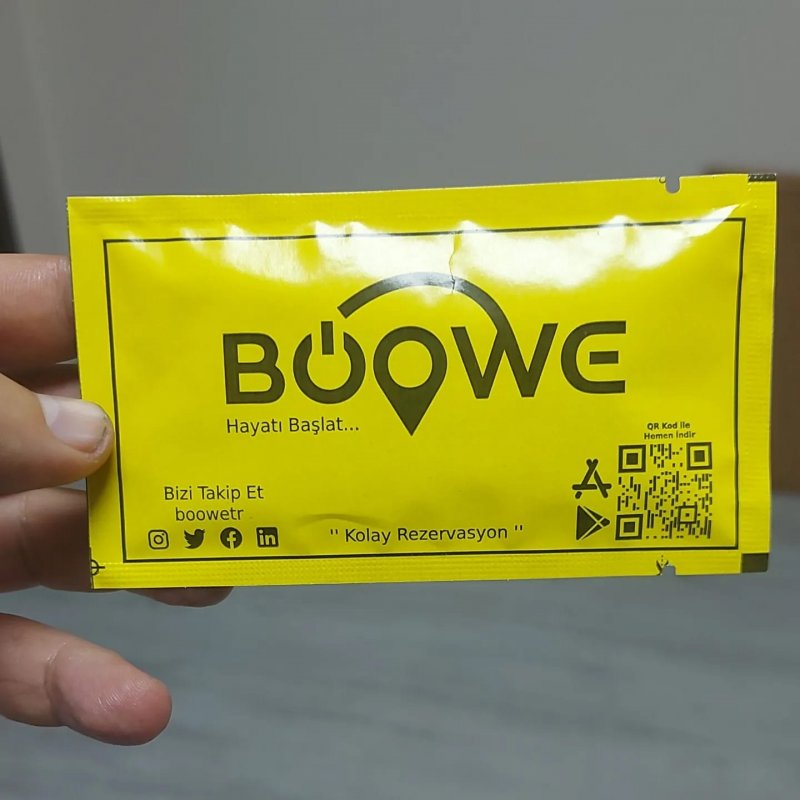 BOOWE
Hayatı Başlat...
QR Kod ile
Hemen İndir
Bizi Takip Et
boowetr
'' Kolay Rezervasyon ''